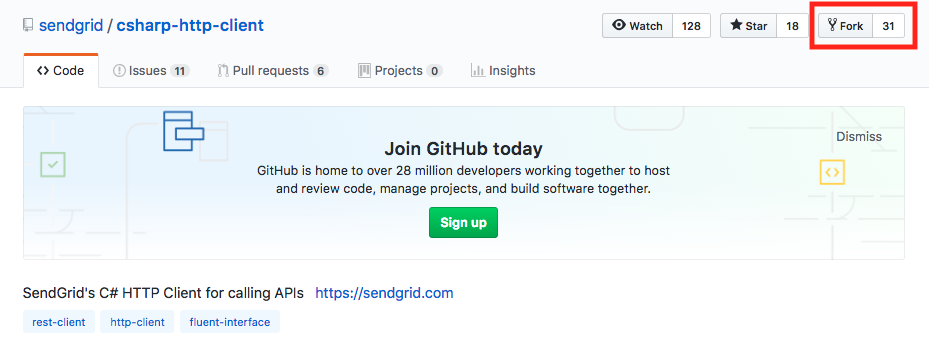 sendgrid / csharp-http-client
Watch 128 Star 18 Fork 31
Code Issues 11 Pull requests 6 Projects 0 Insights
Dismiss
Join GitHub today
GitHub is home to over 28 million developers working together to host
and review code, manage projects, and build software together.
Sign up
SendGrid's C# HTTP Client for calling APIs https://sendgrid.com
rest-client http-client fluent-interface